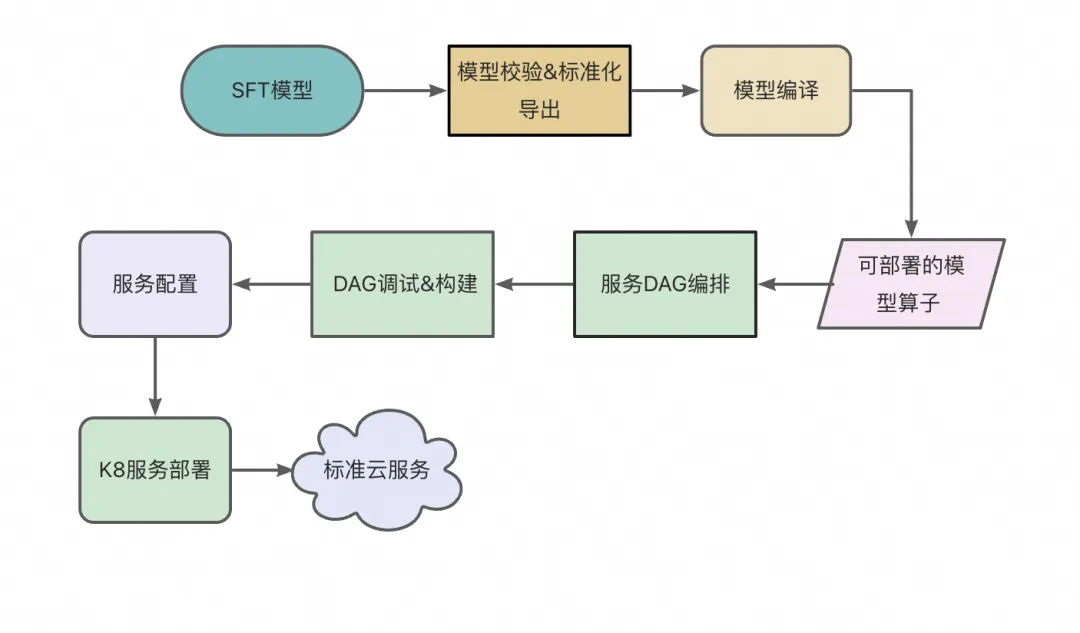 SFT模型
模型校验&标准化
导出
模型编译
可部署的模
型算子
服务DAG编排
DAG调试&构建
服务配置
K8服务部署
标准云服务